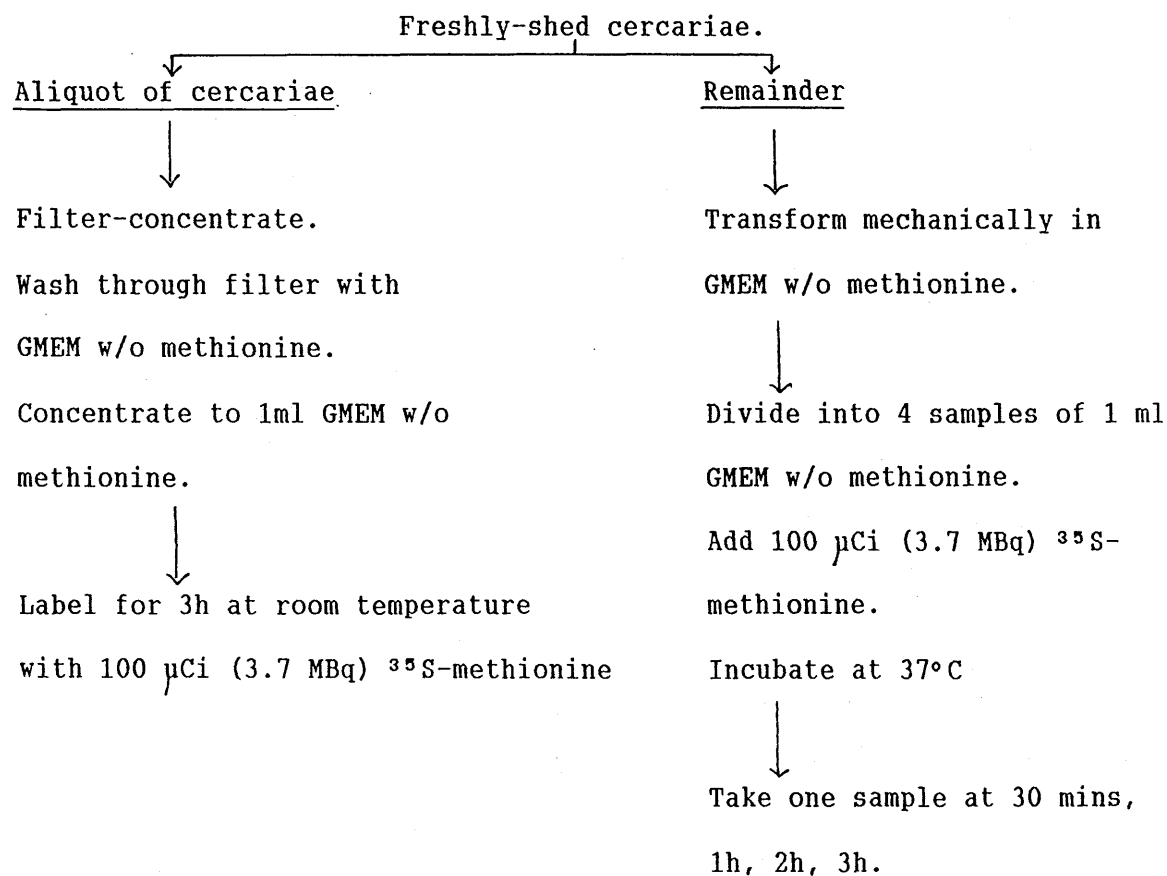 Freshly-shed cercariae.
Aliquot of cercariae
Filter-concentrate.
Wash through filter with
GMEM w/o methionine.
Concentrate to 1ml GMEM w/o
methionine.
Label for 3h at room temperature
with 100 µCi (3.7 MBq) ³⁵S-methionine
Remainder
Transform mechanically in
GMEM w/o methionine.
Divide into 4 samples of 1 ml
GMEM w/o methionine.
Add 100 µCi (3.7 MBq) ³⁵S-
methionine.
Incubate at 37°C
Take one sample at 30 mins,
1h, 2h, 3h.